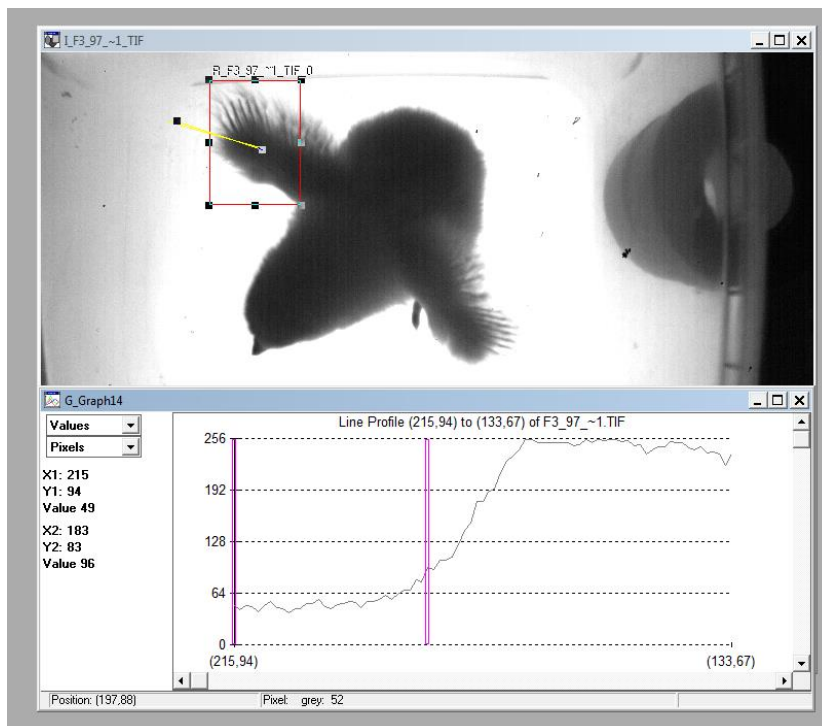 I_F3_97_~1_TIF
R_F3_97_~1_TIF_0
G_Graph14
Values
Pixels
X1: 215
Y1: 94
Value 49
X2: 183
Y2: 83
Value 96
Line Profile (215,94) to (133,67) of F3_97_~1.TIF
256
192
128
64
0
(215,94)
(133,67)
Position: (197,88)
Pixel: grey: 52